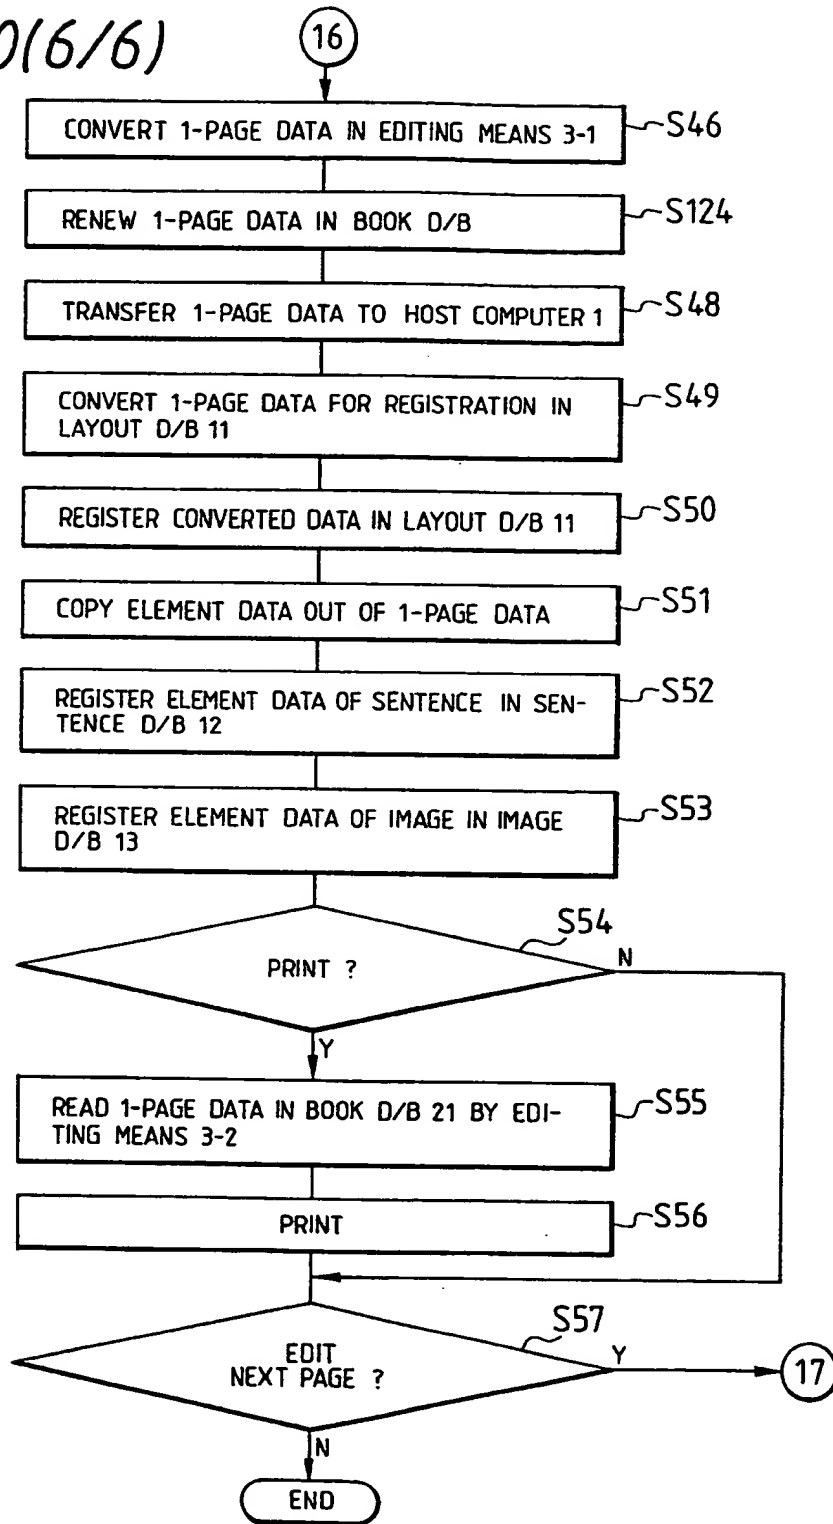 0(6/6)
16
CONVERT 1-PAGE DATA IN EDITING MEANS 3-1
S46
RENEW 1-PAGE DATA IN BOOK D/B
S124
TRANSFER 1-PAGE DATA TO HOST COMPUTER 1
S48
CONVERT 1-PAGE DATA FOR REGISTRATION IN
LAYOUT D/B 11
S49
REGISTER CONVERTED DATA IN LAYOUT D/B 11
S50
COPY ELEMENT DATA OUT OF 1-PAGE DATA
S51
REGISTER ELEMENT DATA OF SENTENCE IN SEN-
TENCE D/B 12
S52
REGISTER ELEMENT DATA OF IMAGE IN IMAGE
D/B 13
S53
S54
PRINT ?
N
Y
READ 1-PAGE DATA IN BOOK D/B 21 BY EDI-
TING MEANS 3-2
S55
PRINT
S56
S57
EDIT
NEXT PAGE ?
Y
17
N
END